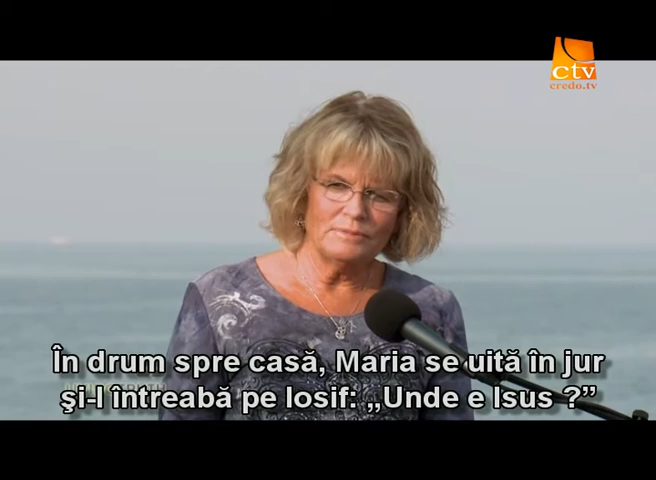 ctv
credo.tv
În drum spre casă, Maria se uită în jur
şi-l întreabă pe Iosif: „Unde e Isus ?”